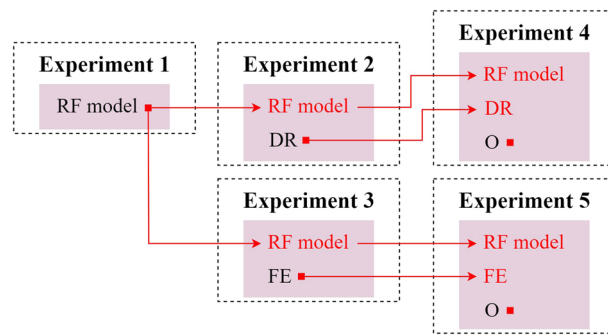 Experiment 1
RF model
Experiment 2
RF model
DR
Experiment 3
RF model
FE
Experiment 4
RF model
DR
O
Experiment 5
RF model
FE
O